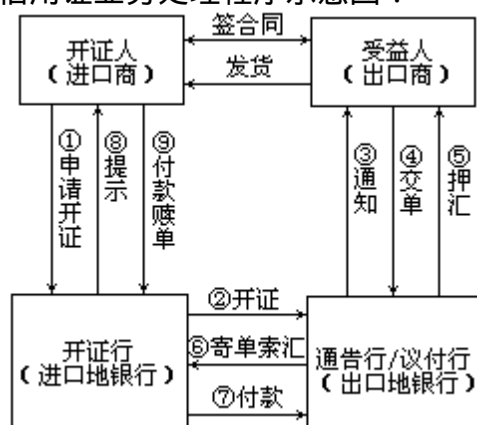 信用证业务处理程序示意图：
签合同
开证人
（进口商）
受益人
（出口商）
发货
①申请开证
⑧提示
⑨付款赎单
③通知
④交单
⑤押汇
②开证
⑥寄单索汇
⑦付款
开证行
（进口地银行）
通告行/议付行
（出口地银行）